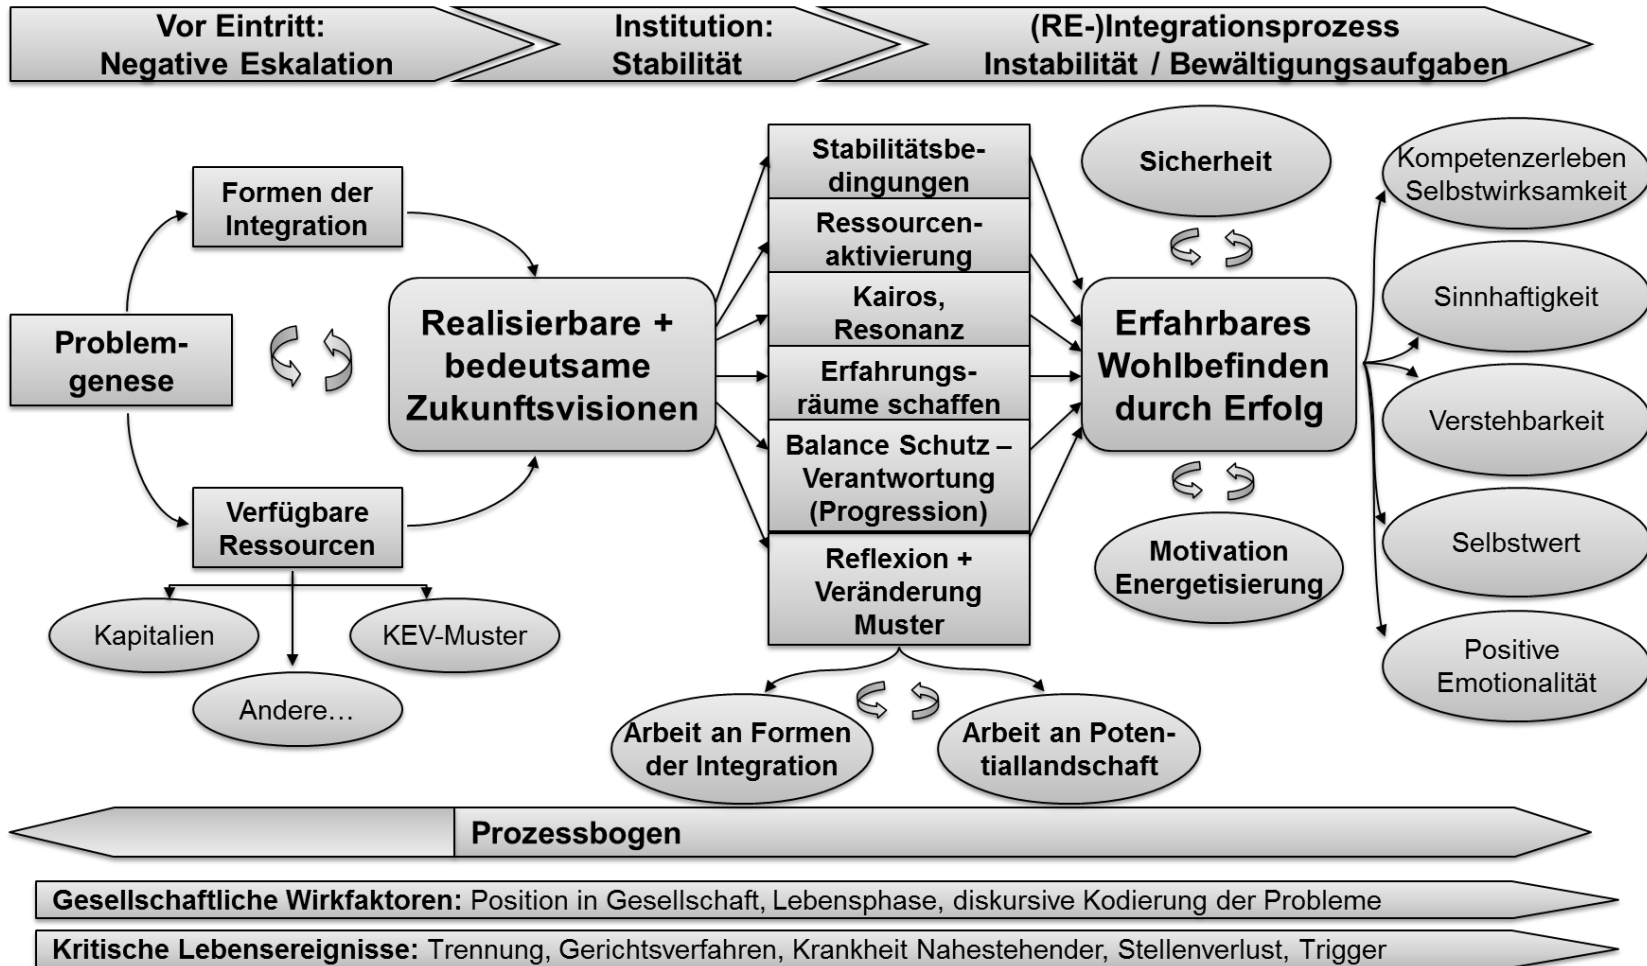 Vor Eintritt:
Negative Eskalation
Institution:
Stabilität
(RE-)Integrationsprozess
Instabilität / Bewältigungsaufgaben
Formen der
Integration
Problem-
genese
Verfügbare
Ressourcen
Kapitalien
KEV-Muster
Andere…
Realisierbare +
bedeutsame
Zukunftsvisionen
Stabilitätsbe-
dingungen
Ressourcen-
aktivierung
Kairos,
Resonanz
Erfahrungs-
räume schaffen
Balance Schutz –
Verantwortung
(Progression)
Reflexion +
Veränderung
Muster
Arbeit an Formen
der Integration
Arbeit an Poten-
tiallandschaft
Sicherheit
Erfahrbares
Wohlbefinden
durch Erfolg
Motivation
Energetisierung
Kompetenzerleben
Selbstwirksamkeit
Sinnhaftigkeit
Verstehbarkeit
Selbstwert
Positive
Emotionalität
Prozessbogen
Gesellschaftliche Wirkfaktoren: Position in Gesellschaft, Lebensphase, diskursive Kodierung der Probleme
Kritische Lebensereignisse: Trennung, Gerichtsverfahren, Krankheit Nahestehender, Stellenverlust, Trigger